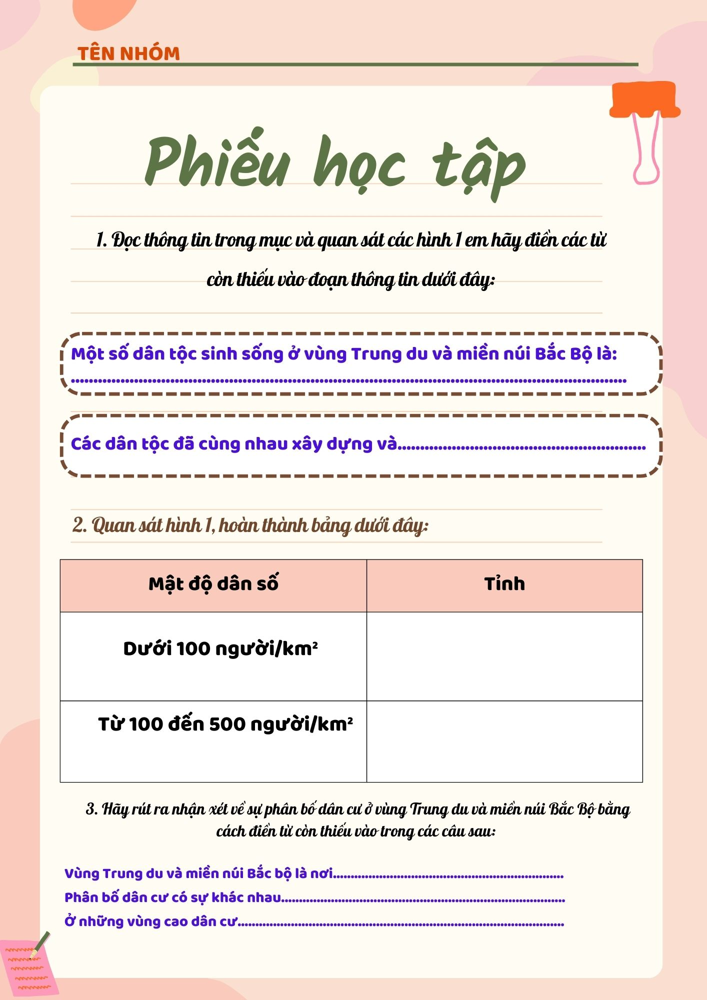 TÊN NHÓM
Phiếu học tập
1. Đọc thông tin trong mục và quan sát các hình 1 em hãy điền các từ
còn thiếu vào đoạn thông tin dưới đây:
Một số dân tộc sinh sống ở vùng Trung du và miền núi Bắc Bộ là:
...........................................................................................................................
Các dân tộc đã cùng nhau xây dựng và.......................................................
2. Quan sát hình 1, hoàn thành bảng dưới đây:
Mật độ dân số
Tỉnh
Dưới 100 người/km²
Từ 100 đến 500 người/km²
3. Hãy rút ra nhận xét về sự phân bố dân cư ở vùng Trung du và miền núi Bắc Bộ bằng
cách điền từ còn thiếu vào trong các câu sau:
Vùng Trung du và miền núi Bắc bộ là nơi.................................................................
Phân bố dân cư có sự khác nhau................................................................................
Ở những vùng cao dân cư............................................................................................